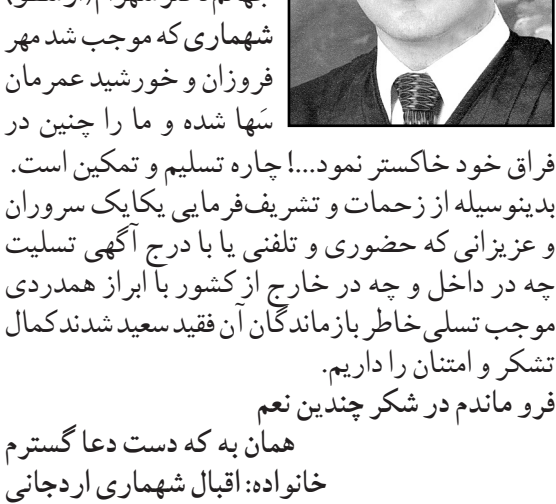 شهماری که موجب شد مهر
فروزان و خورشید عمرمان
سَها شده و ما را چنین در
فراق خود خاکستر نمود...! چاره تسلیم و تمکین است.
بدینوسیله از زحمات و تشریف‌فرمایی یکایک سروران
و عزیزانی که حضوری و تلفنی یا با درج آگهی تسلیت
چه در داخل و چه در خارج از کشور با ابراز همدردی
موجب تسلی خاطر بازماندگان آن فقید سعید شدند کمال
تشکر و امتنان را داریم.
فرو ماندم در شکر چندین نعم
همان به که دست دعا گسترم
خانواده: اقبال شهماری اردجانی